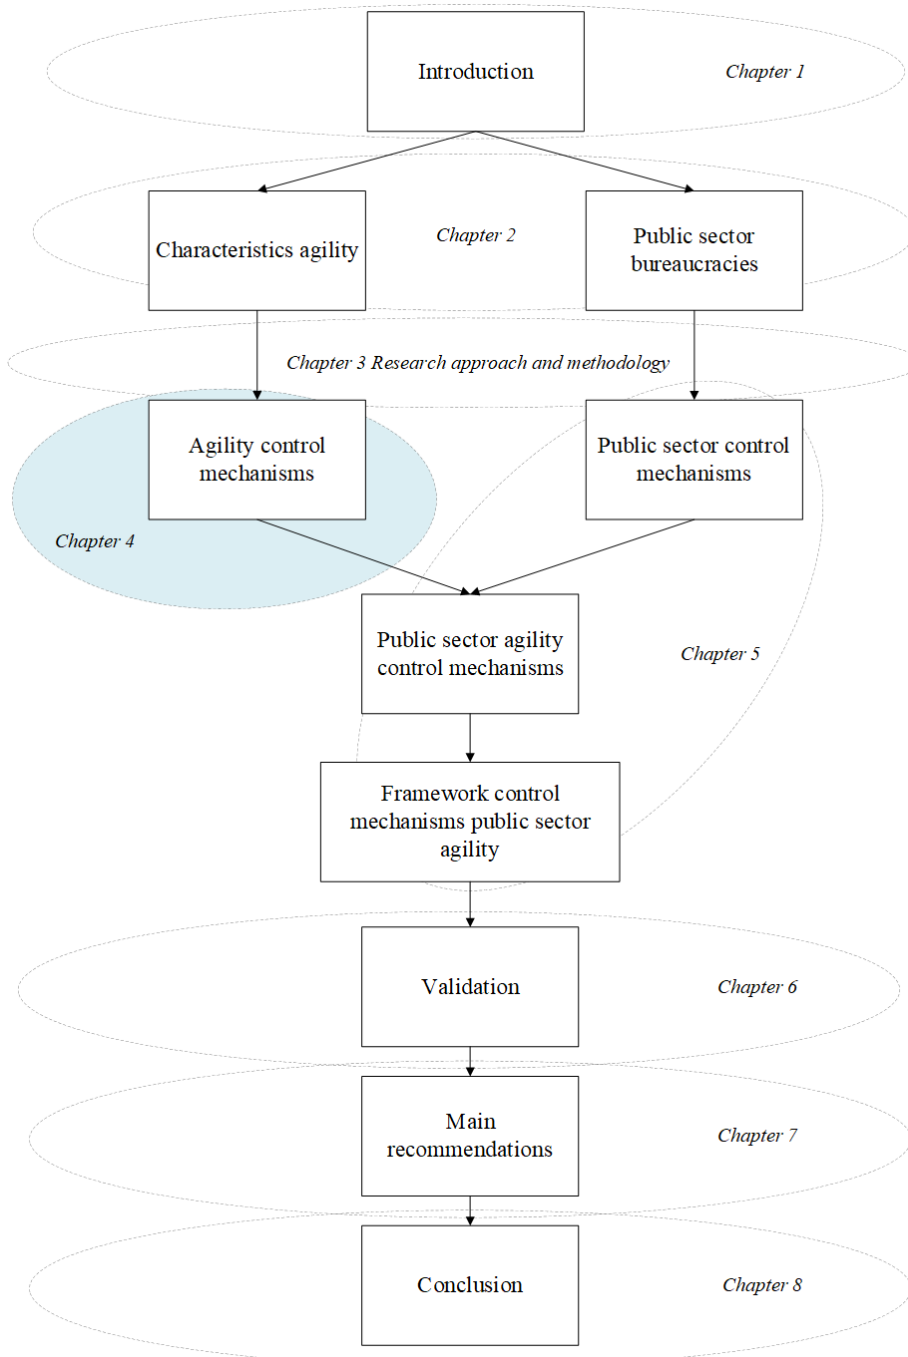 Introduction
Chapter 1
Characteristics agility
Chapter 2
Public sector
bureaucracies
Chapter 3 Research approach and methodology
Agility control
mechanisms
Public sector control
mechanisms
Chapter 4
Public sector agility
control mechanisms
Chapter 5
Framework control
mechanisms public sector
agility
Validation
Chapter 6
Main
recommendations
Chapter 7
Conclusion
Chapter 8